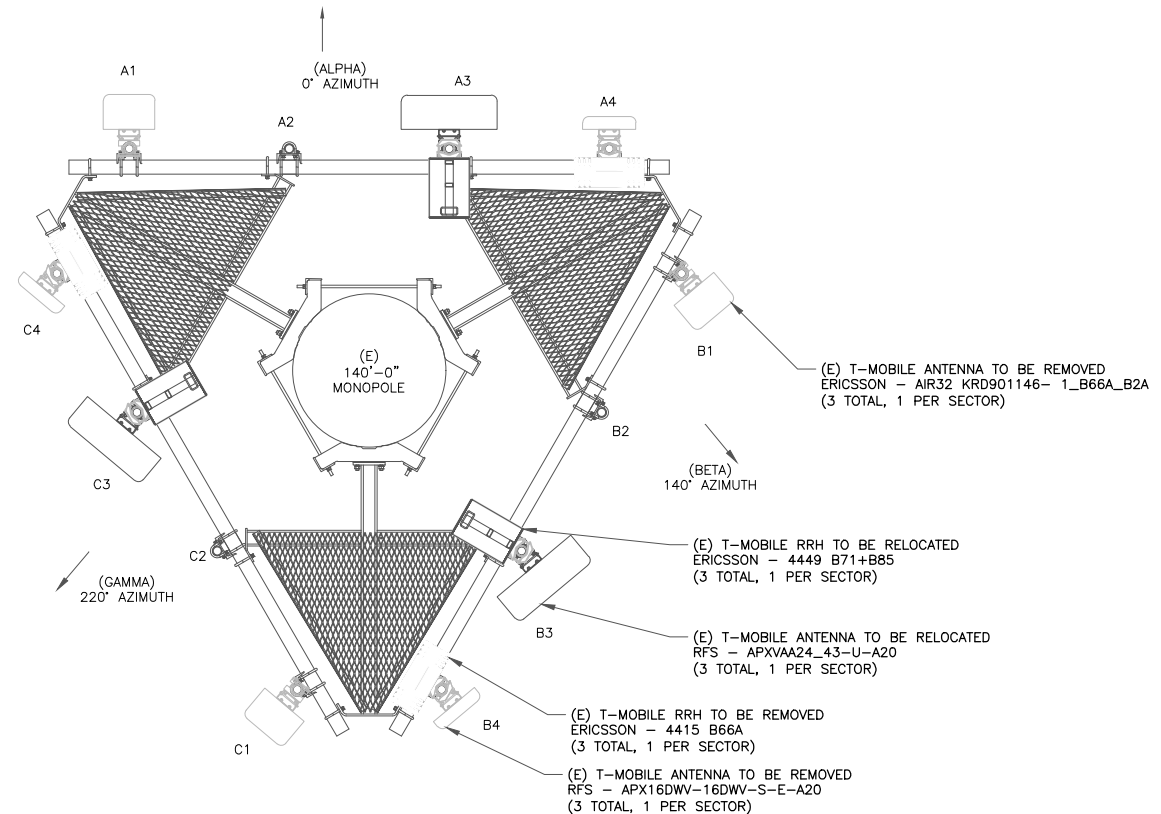 (ALPHA)
0° AZIMUTH
A1
A2
A3
A4
C4
B1
(E)
140'-0"
MONOPOLE
(E) T-MOBILE ANTENNA TO BE REMOVED
ERICSSON - AIR32 KRD901146- 1_B66A_B2A
(3 TOTAL, 1 PER SECTOR)
B2
(BETA)
140° AZIMUTH
C3
C2
(GAMMA)
220° AZIMUTH
(E) T-MOBILE RRH TO BE RELOCATED
ERICSSON - 4449 B71+B85
(3 TOTAL, 1 PER SECTOR)
B3
(E) T-MOBILE ANTENNA TO BE RELOCATED
RFS - APXVAA24_43-U-A20
(3 TOTAL, 1 PER SECTOR)
C1
B4
(E) T-MOBILE RRH TO BE REMOVED
ERICSSON - 4415 B66A
(3 TOTAL, 1 PER SECTOR)
(E) T-MOBILE ANTENNA TO BE REMOVED
RFS - APX16DWV-16DWV-S-E-A20
(3 TOTAL, 1 PER SECTOR)